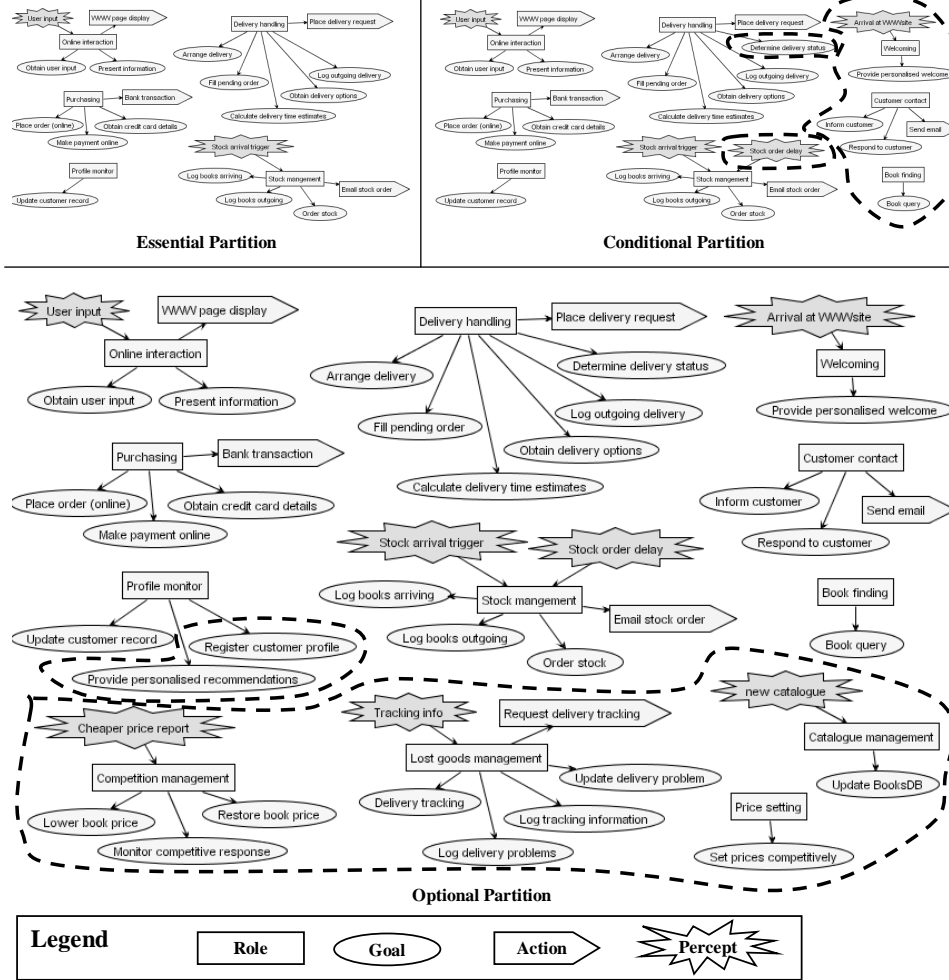 User input
WWW page display
Online interaction
Obtain user input
Present information
Delivery handling
Place delivery request
Arrange delivery
Fill pending order
Log outgoing delivery
Obtain delivery options
Calculate delivery time estimates
Purchasing
Bank transaction
Place order (online)
Obtain credit card details
Make payment online
Stock arrival trigger
Log books arriving
Stock mengement
Email stock order
Log books outgoing
Order stock
Profile monitor
Update customer record
Essential Partition
User input
WWW page display
Online interaction
Obtain user input
Present information
Delivery handling
Place delivery request
Determine delivery status
Arrange delivery
Log outgoing delivery
Fill pending order
Obtain delivery options
Calculate delivery time estimates
Arrival at WWWsite
Welcoming
Provide personalised welcome
Purchasing
Bank transaction
Place order (online)
Obtain credit card details
Make payment online
Customer contact
Inform customer
Send email
Respond to customer
Stock arrival trigger
Stock order delay
Log books arriving
Stock mengement
Email stock order
Log books outgoing
Order stock
Profile monitor
Update customer record
Book finding
Book query
Conditional Partition
User input
WWW page display
Online interaction
Obtain user input
Present information
Delivery handling
Place delivery request
Arrange delivery
Determine delivery status
Fill pending order
Log outgoing delivery
Obtain delivery options
Calculate delivery time estimates
Arrival at WWWsite
Welcoming
Provide personalised welcome
Purchasing
Bank transaction
Place order (online)
Obtain credit card details
Make payment online
Customer contact
Inform customer
Send email
Respond to customer
Stock arrival trigger
Stock order delay
Log books arriving
Stock mengement
Email stock order
Log books outgoing
Order stock
Profile monitor
Update customer record
Register customer profile
Provide personalised recommendations
Book finding
Book query
Cheaper price report
Competition management
Lower book price
Restore book price
Monitor competitive response
Tracking info
Request delivery tracking
Lost goods management
Update delivery problem
Delivery tracking
Log tracking information
Log delivery problems
new catalogue
Catalogue management
Update BooksDB
Price setting
Set prices competitively
Optional Partition
Legend
Role
Goal
Action
Percept